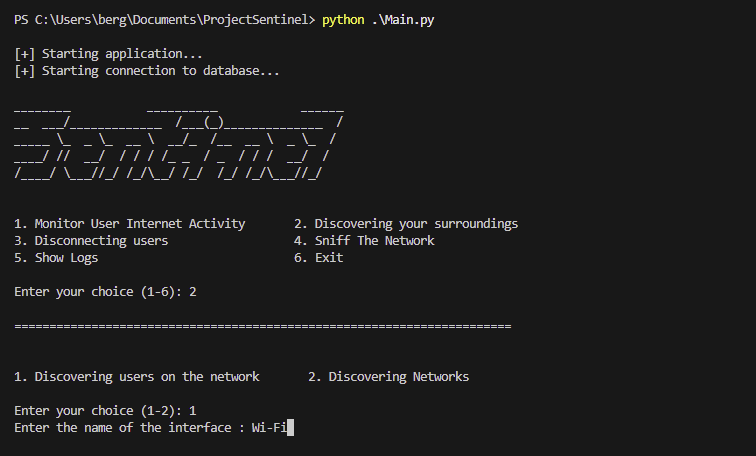 PS C:\Users\berg\Documents\ProjectSentinel> python .\Main.py
[+] Starting application...
[+] Starting connection to database...
Sentinel
1. Monitor User Internet Activity 2. Discovering your surroundings
3. Disconnecting users 4. Sniff The Network
5. Show Logs 6. Exit
Enter your choice (1-6): 2
=======================================================================
1. Discovering users on the network 2. Discovering Networks
Enter your choice (1-2): 1
Enter the name of the interface : Wi-Fi